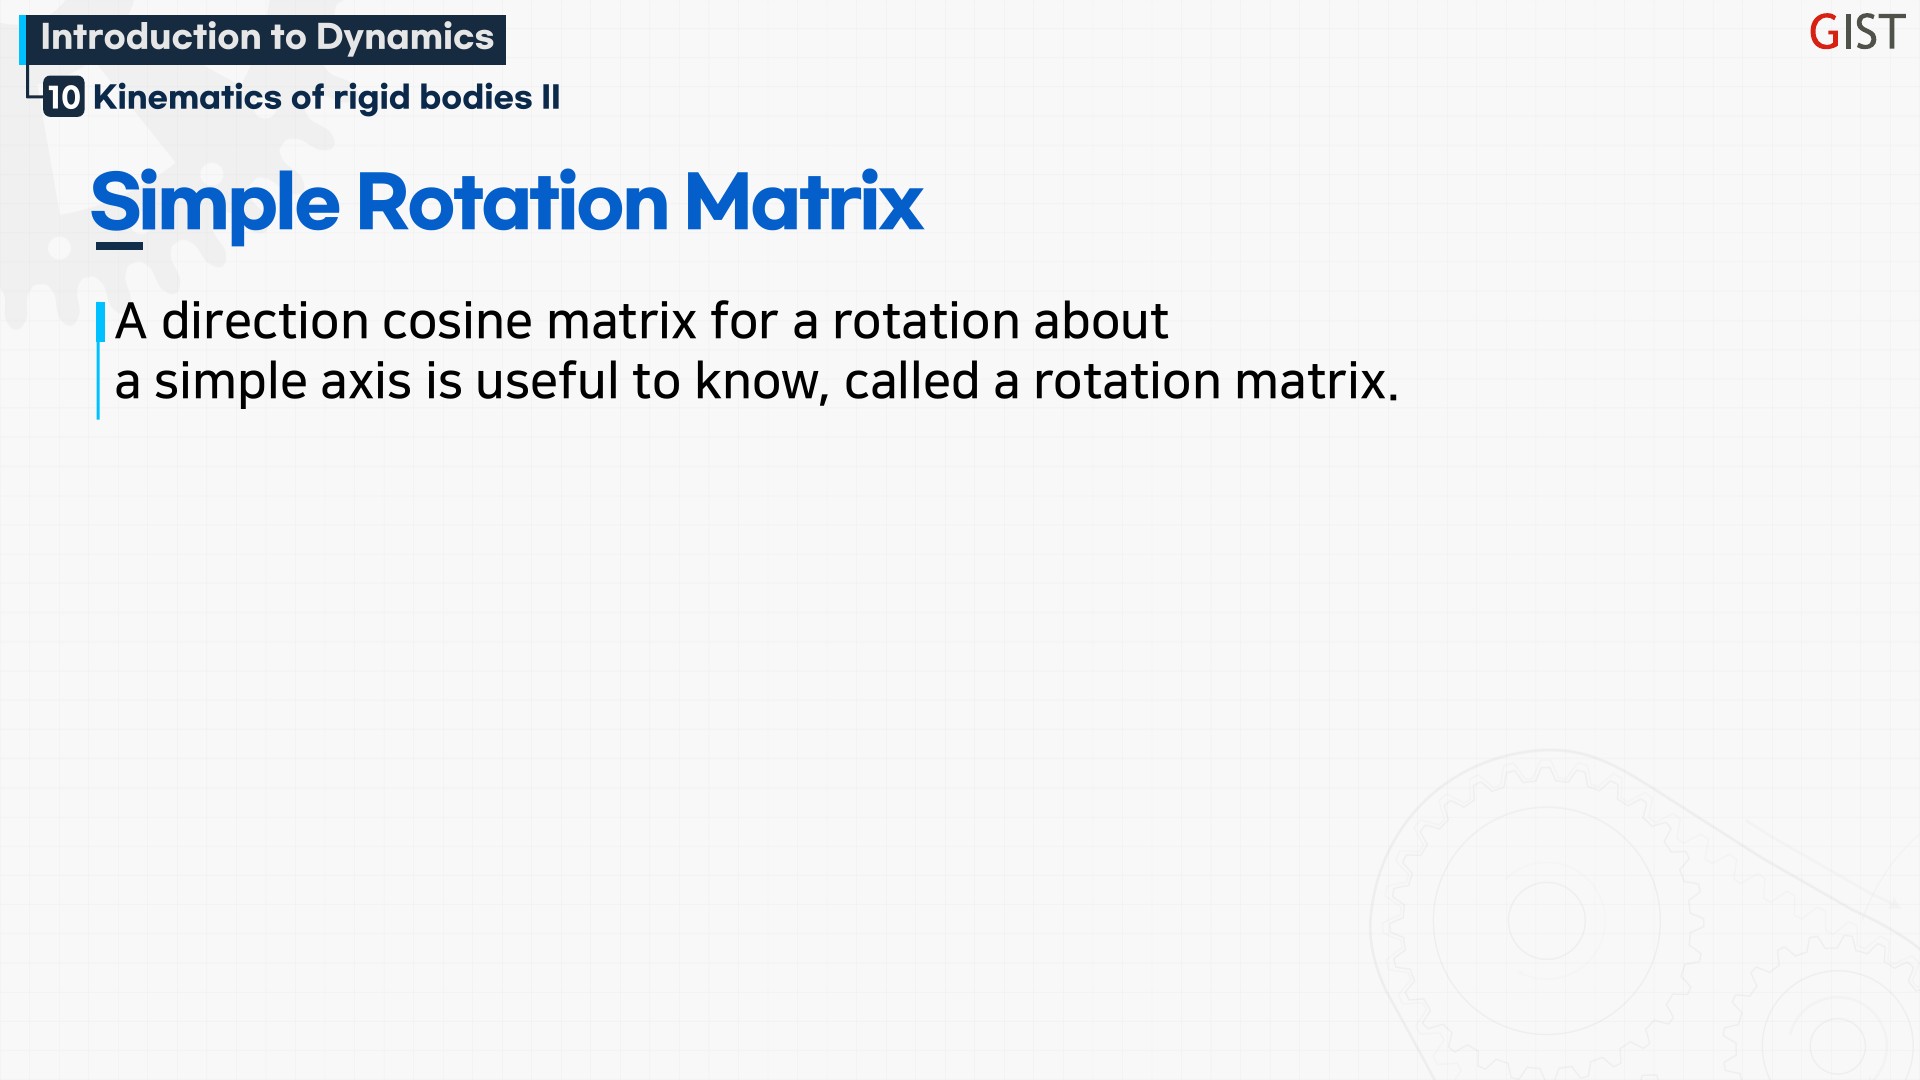 Introduction to Dynamics
GIST
10 Kinematics of rigid bodies II
Simple Rotation Matrix
A direction cosine matrix for a rotation about
a simple axis is useful to know, called a rotation matrix.